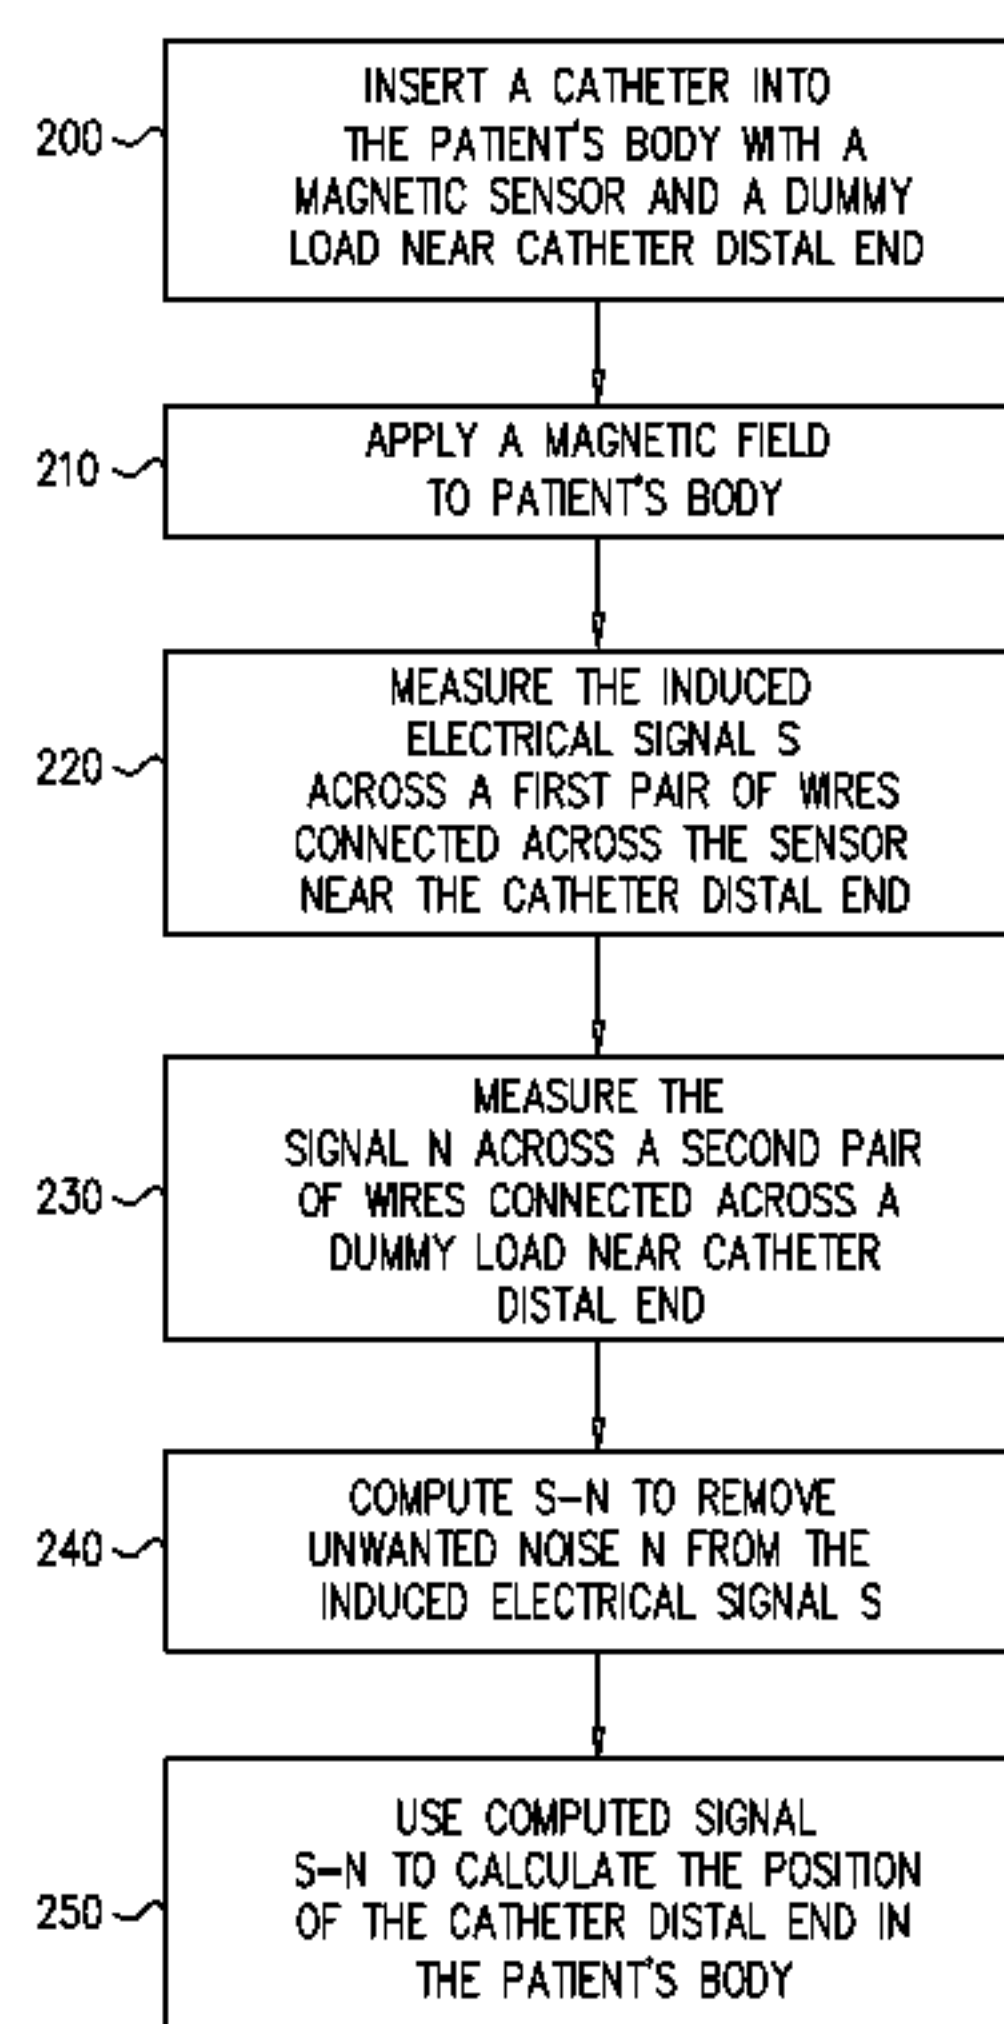 200
INSERT A CATHETER INTO
THE PATIENT'S BODY WITH A
MAGNETIC SENSOR AND A DUMMY
LOAD NEAR CATHETER DISTAL END
210
APPLY A MAGNETIC FIELD
TO PATIENT'S BODY
220
MEASURE THE INDUCED
ELECTRICAL SIGNAL S
ACROSS A FIRST PAIR OF WIRES
CONNECTED ACROSS THE SENSOR
NEAR THE CATHETER DISTAL END
230
MEASURE THE
SIGNAL N ACROSS A SECOND PAIR
OF WIRES CONNECTED ACROSS A
DUMMY LOAD NEAR CATHETER
DISTAL END
240
COMPUTE S-N TO REMOVE
UNWANTED NOISE N FROM THE
INDUCED ELECTRICAL SIGNAL S
250
USE COMPUTED SIGNAL
S-N TO CALCULATE THE POSITION
OF THE CATHETER DISTAL END IN
THE PATIENT'S BODY